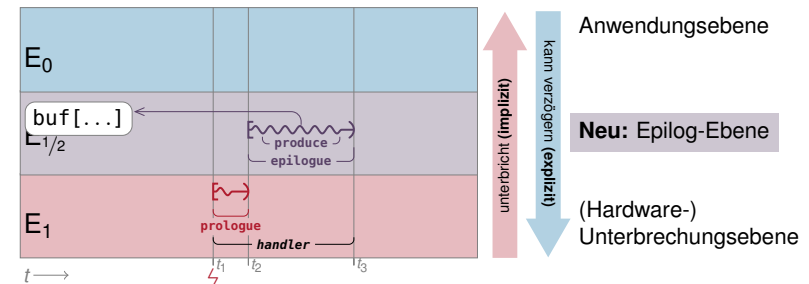 E0
buf[...]
E1/2
produce
epilogue
E1
prologue
handler
t
t1
t2
t3
unterbricht (implizit)
kann verzögern (explizit)
Anwendungsebene
Neu: Epilog-Ebene
(Hardware-)
Unterbrechungsebene